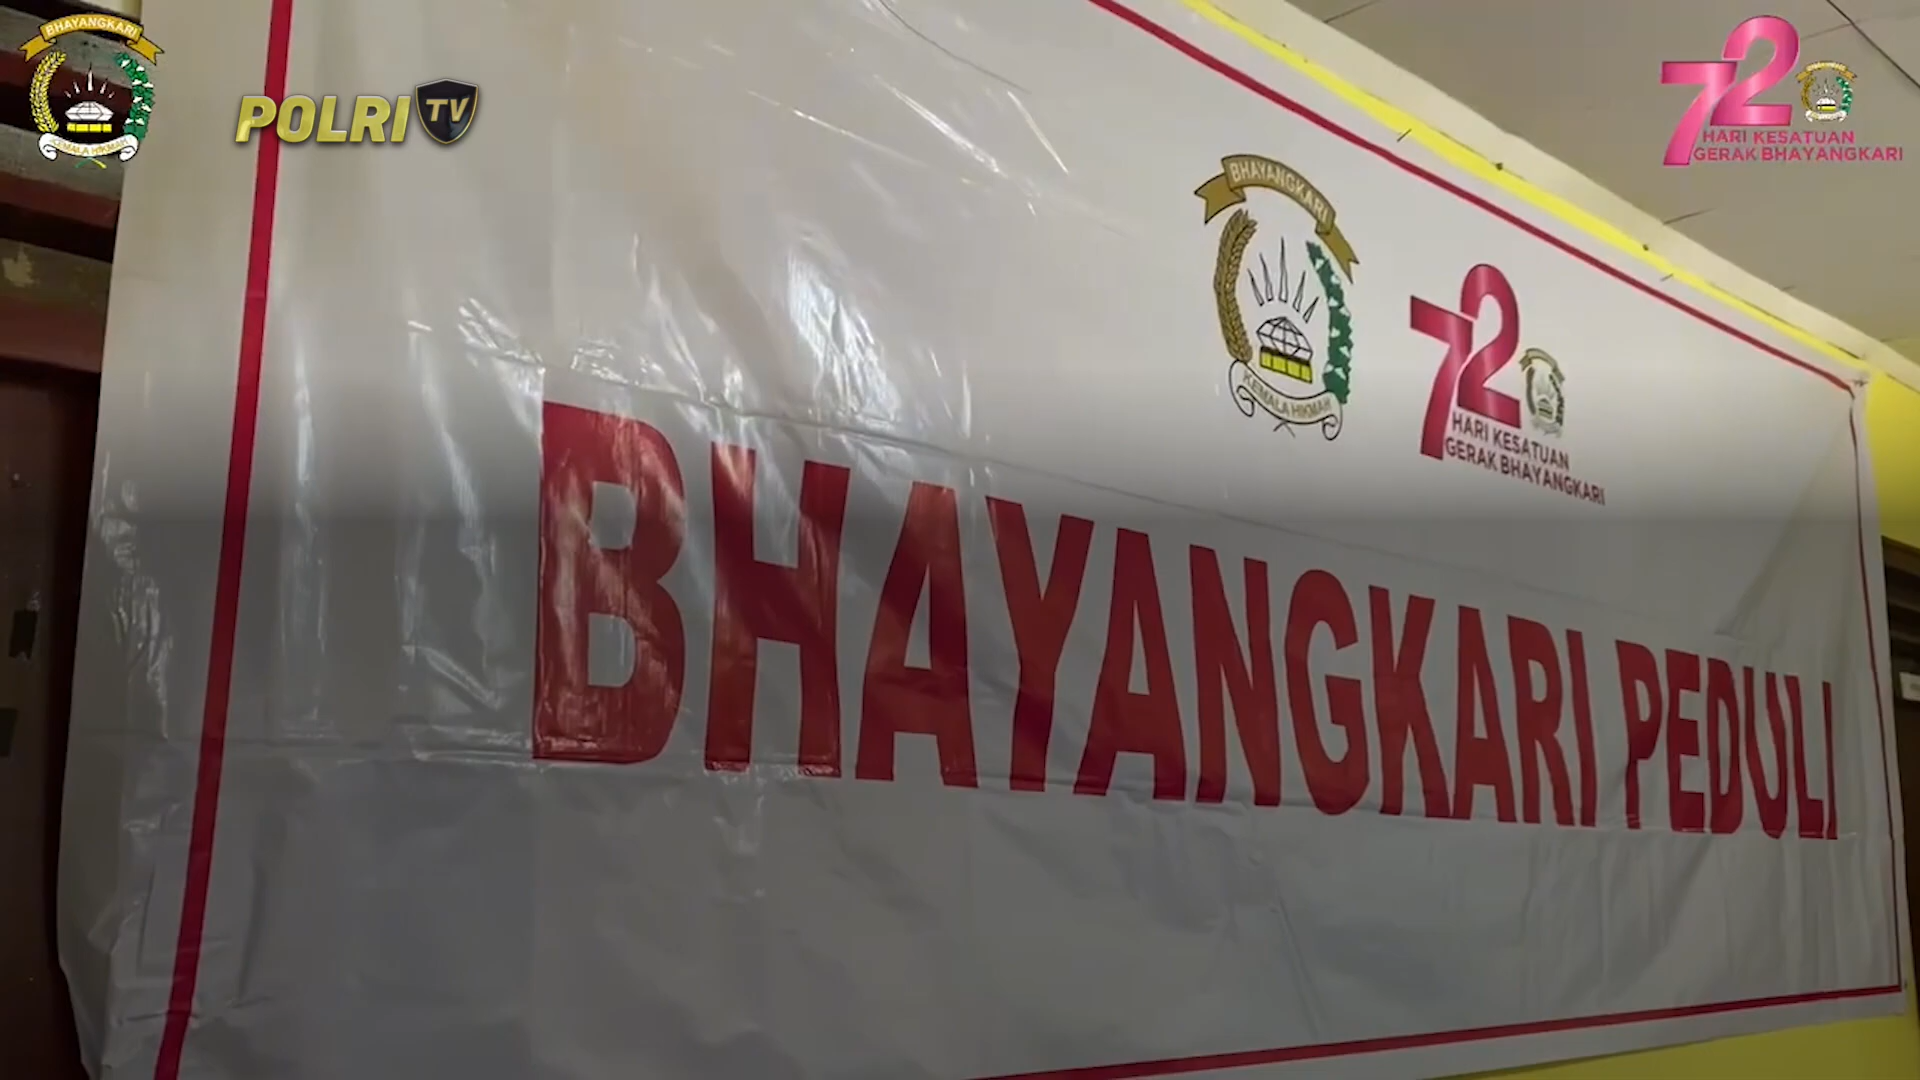 BHAYANGKARI
KEMALA HIKMAH
POLRI TV
72
HARI KESATUAN
GERAK BHAYANGKARI
BHAYANGKARI
KEMALA HIKMAH
72
HARI KESATUAN
GERAK BHAYANGKARI
BHAYANGKARI PEDULI